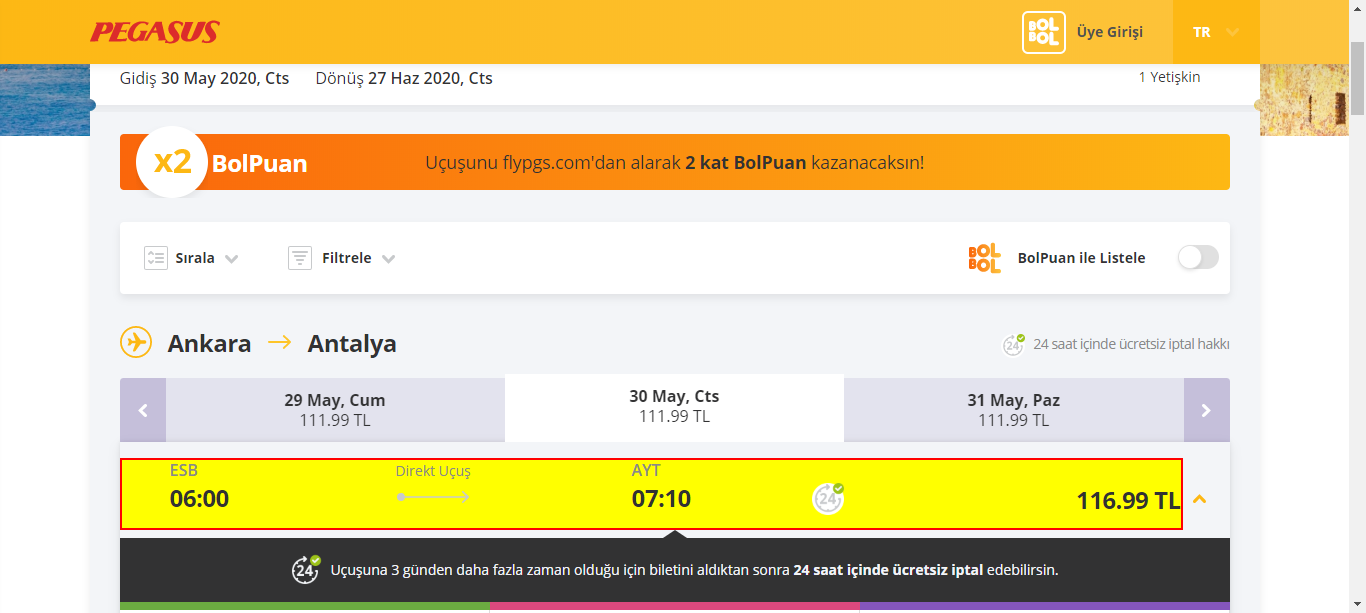 PEGASUS
BOL BOL Üye Girişi TR
Gidiş 30 May 2020, Cts Dönüş 27 Haz 2020, Cts 1 Yetişkin
x2 BolPuan Uçuşunu flypgs.com'dan alarak 2 kat BolPuan kazanacaksın!
Sırala Filtrele BOL BOL BolPuan ile Listele
Ankara Antalya 24 24 saat içinde ücretsiz iptal hakkı
29 May, Cum
111.99 TL
30 May, Cts
111.99 TL
31 May, Paz
111.99 TL
ESB Direkt Uçuş AYT
06:00 07:10 24 116.99 TL
24 Uçuşuna 3 günden daha fazla zaman olduğu için biletini aldıktan sonra 24 saat içinde ücretsiz iptal edebilirsin.